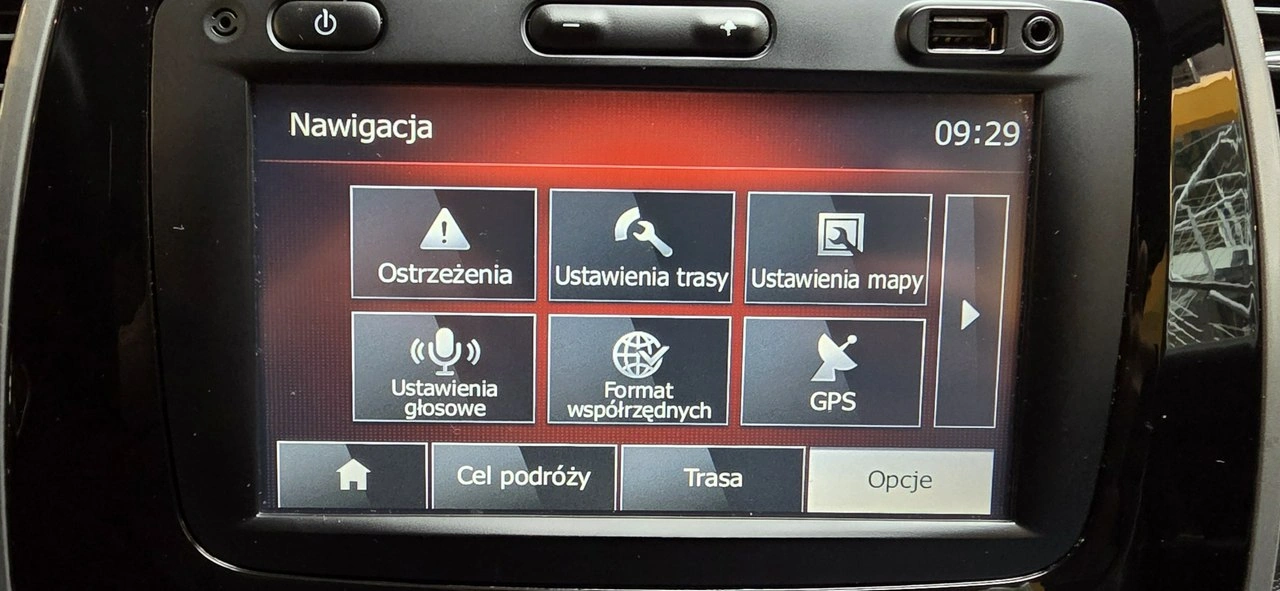 Nawigacja
09:29
Ostrzeżenia
Ustawienia trasy
Ustawienia mapy
Ustawienia
głosowe
Format
współrzędnych
GPS
Cel podróży
Trasa
Opcje